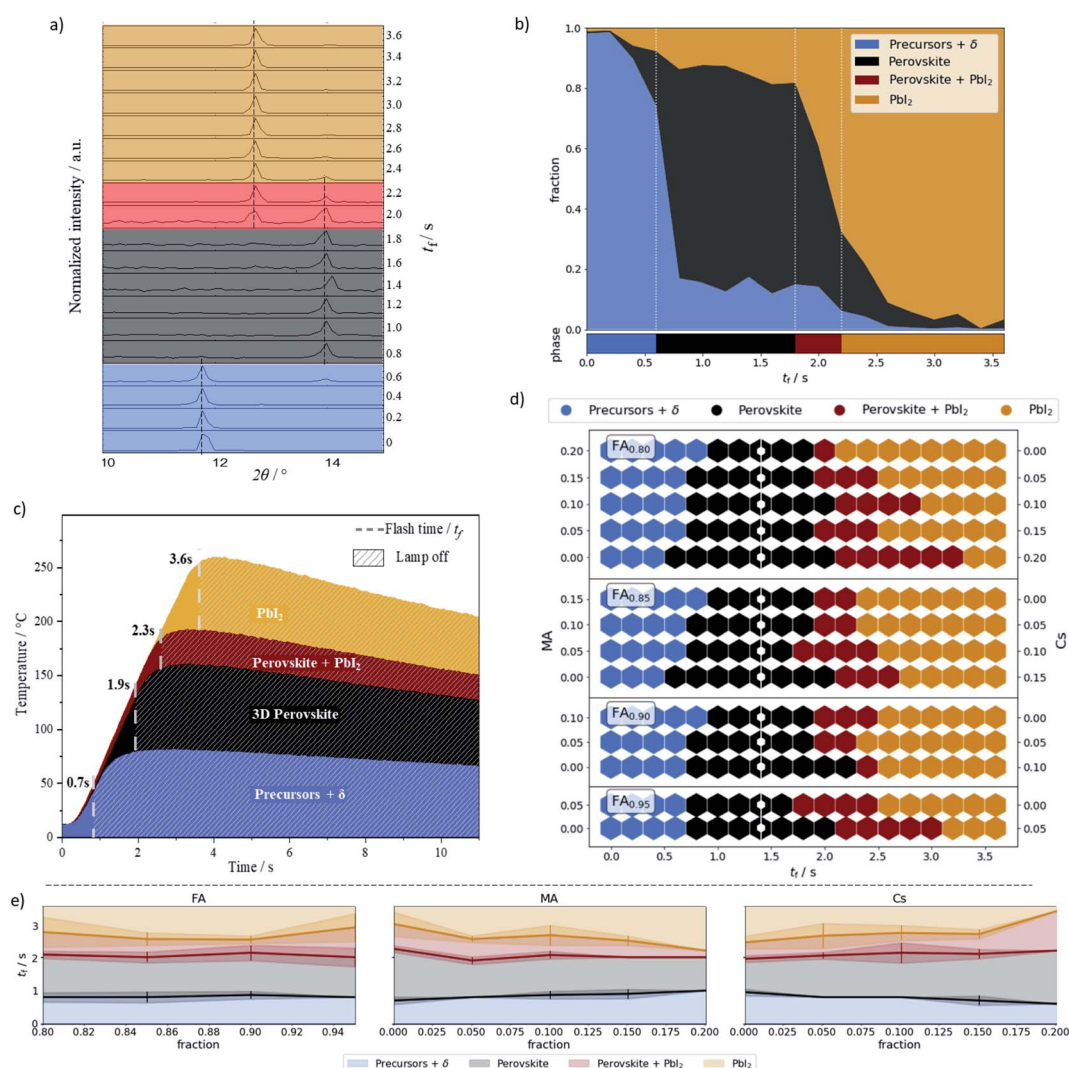 a)
Normalized intensity / a.u.
3.6
3.4
3.2
3.0
2.8
2.6
2.4
2.2
2.0
1.8
1.6
1.4
1.2
1.0
0.8
0.6
0.4
0.2
0
t_f / s
10 12 14
2θ / °
b)
fraction
1.0
0.8
0.6
0.4
0.2
0.0
Precursors + δ
Perovskite
Perovskite + PbI₂
PbI₂
phase
0.0 0.5 1.0 1.5 2.0 2.5 3.0 3.5
t_f / s
c)
Temperature / °C
250
200
150
100
50
0
Flash time / t_f
Lamp off
3.6s
2.3s
1.9s
0.7s
PbI₂
Perovskite + PbI₂
3D Perovskite
Precursors + δ
0 2 4 6 8 10
Time / s
d)
Precursors + δ Perovskite Perovskite + PbI₂ PbI₂
MA
Cs
FA₀.₈₀
0.20 0.00
0.15 0.05
0.10 0.10
0.05 0.15
0.00 0.20
FA₀.₈₅
0.15 0.00
0.10 0.05
0.05 0.10
0.00 0.15
FA₀.₉₀
0.10 0.00
0.05 0.05
0.00 0.10
FA₀.₉₅
0.05 0.00
0.00 0.05
0.0 0.5 1.0 1.5 2.0 2.5 3.0 3.5
t_f / s
e)
FA MA Cs
t_f / s
3
2
1
0
0.80 0.82 0.84 0.86 0.88 0.90 0.92 0.94
fraction
0.000 0.025 0.050 0.075 0.100 0.125 0.150 0.175 0.200
fraction
0.000 0.025 0.050 0.075 0.100 0.125 0.150 0.175 0.200
fraction
Precursors + δ Perovskite Perovskite + PbI₂ PbI₂